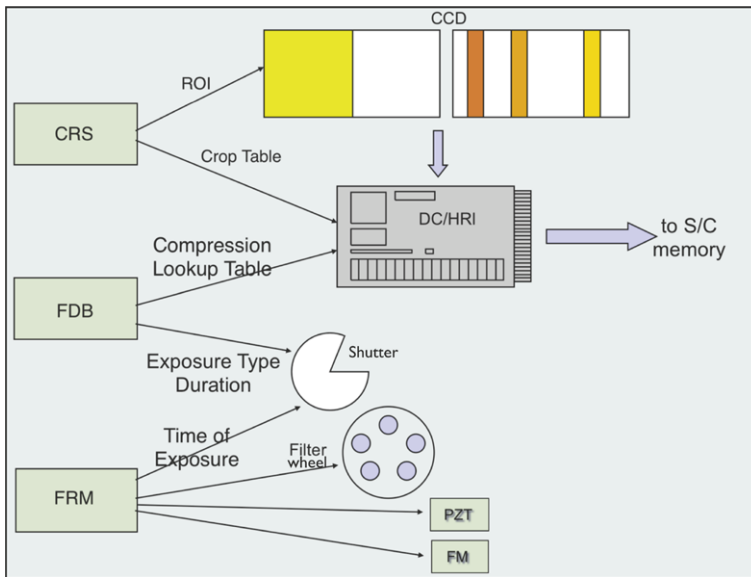 CCD
ROI
CRS
Crop Table
DC/HRI
to S/C
memory
Compression
Lookup Table
FDB
Shutter
Exposure Type
Duration
Time of
Exposure
Filter
wheel
FRM
PZT
FM